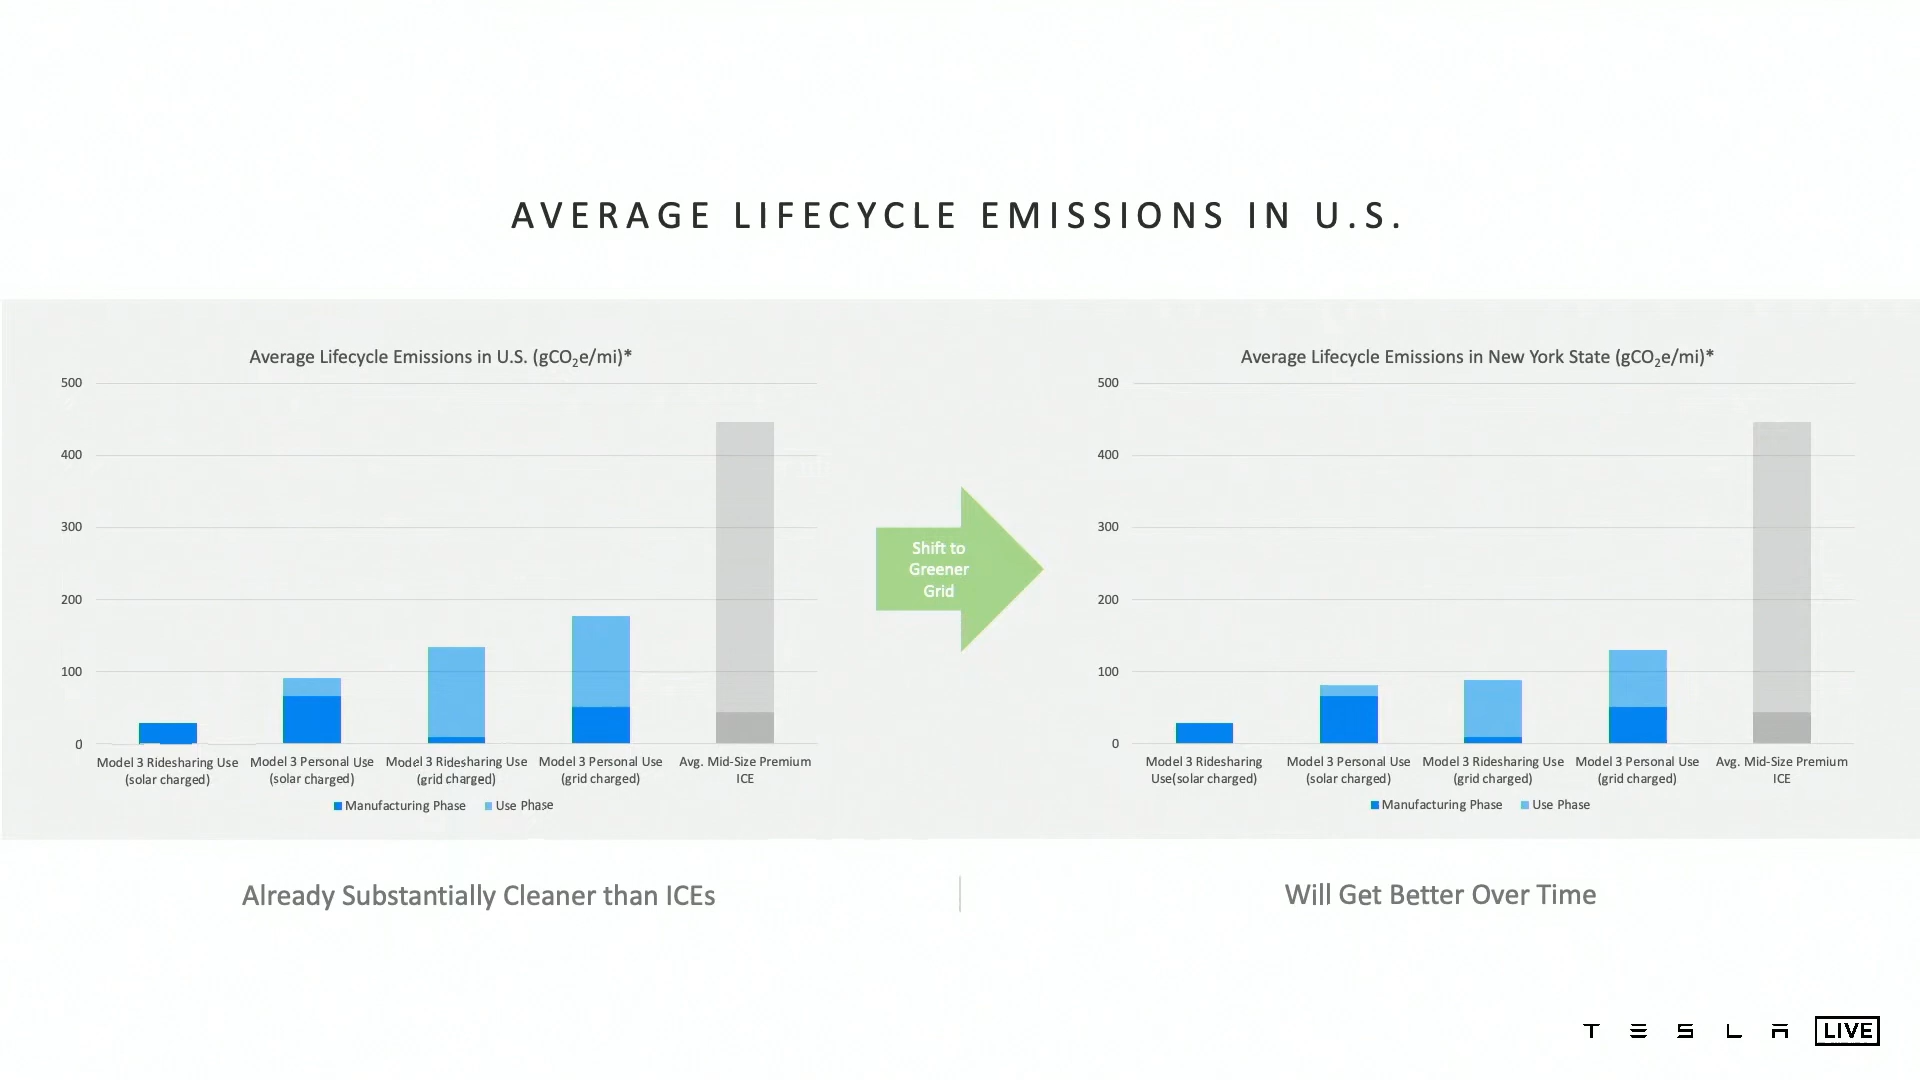 AVERAGE LIFECYCLE EMISSIONS IN U.S.
Average Lifecycle Emissions in U.S. (gCO₂e/mi)*
500
400
300
200
100
0
Model 3 Ridesharing Use
(solar charged)
Model 3 Personal Use
(solar charged)
Model 3 Ridesharing Use
(grid charged)
Model 3 Personal Use
(grid charged)
Avg. Mid-Size Premium
ICE
Manufacturing Phase
Use Phase
Shift to
Greener
Grid
Average Lifecycle Emissions in New York State (gCO₂e/mi)*
500
400
300
200
100
0
Model 3 Ridesharing
Use(solar charged)
Model 3 Personal Use
(solar charged)
Model 3 Ridesharing Use
(grid charged)
Model 3 Personal Use
(grid charged)
Avg. Mid-Size Premium
ICE
Manufacturing Phase
Use Phase
Already Substantially Cleaner than ICEs
Will Get Better Over Time
TESLA LIVE